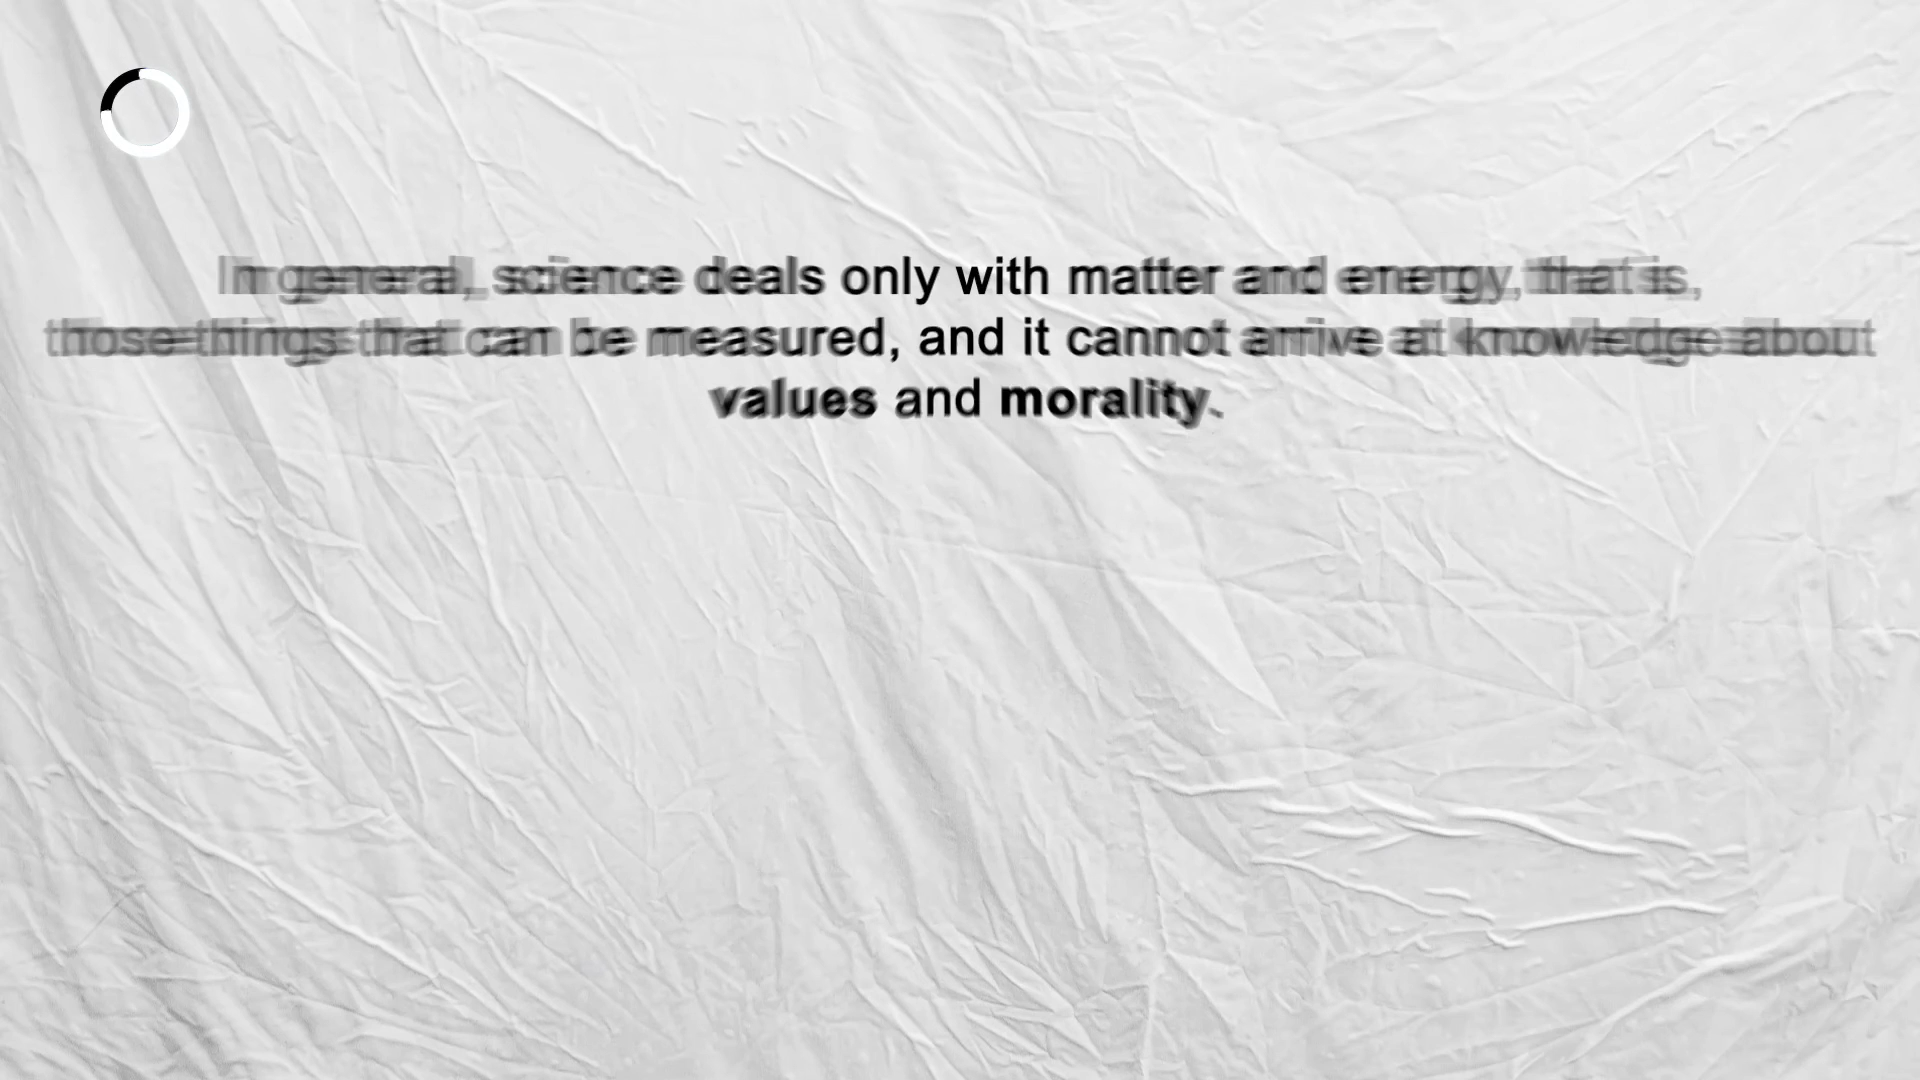 In general, science deals only with matter and energy, that is,
those things that can be measured, and it cannot arrive at knowledge about
values and morality.